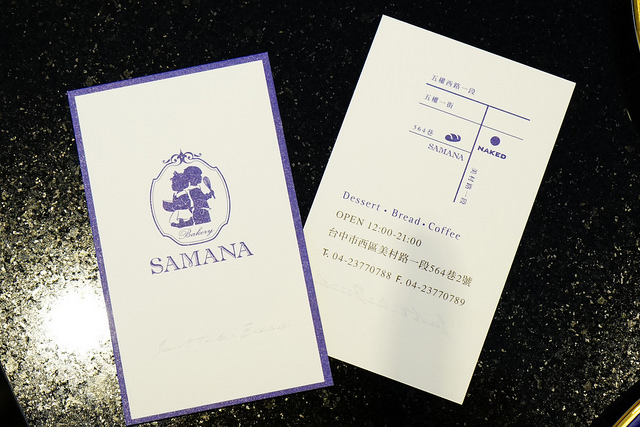 Bakery
SAMANA
五權西路一段
五權一街
564巷
SAMANA
NAKED
美村路一段
Dessert・Bread・Coffee
OPEN 12:00-21:00
台中市西區美村路一段564巷2號
T. 04-23770788 F. 04-23770789